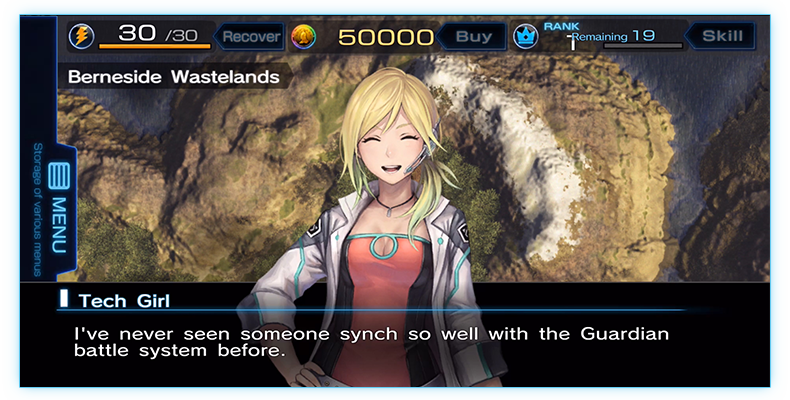 30 /30 Recover 50000 Buy RANK 1 Remaining 19 Skill
Berneside Wastelands
MENU
Storage of various menus
Tech Girl
I've never seen someone synch so well with the Guardian
battle system before.